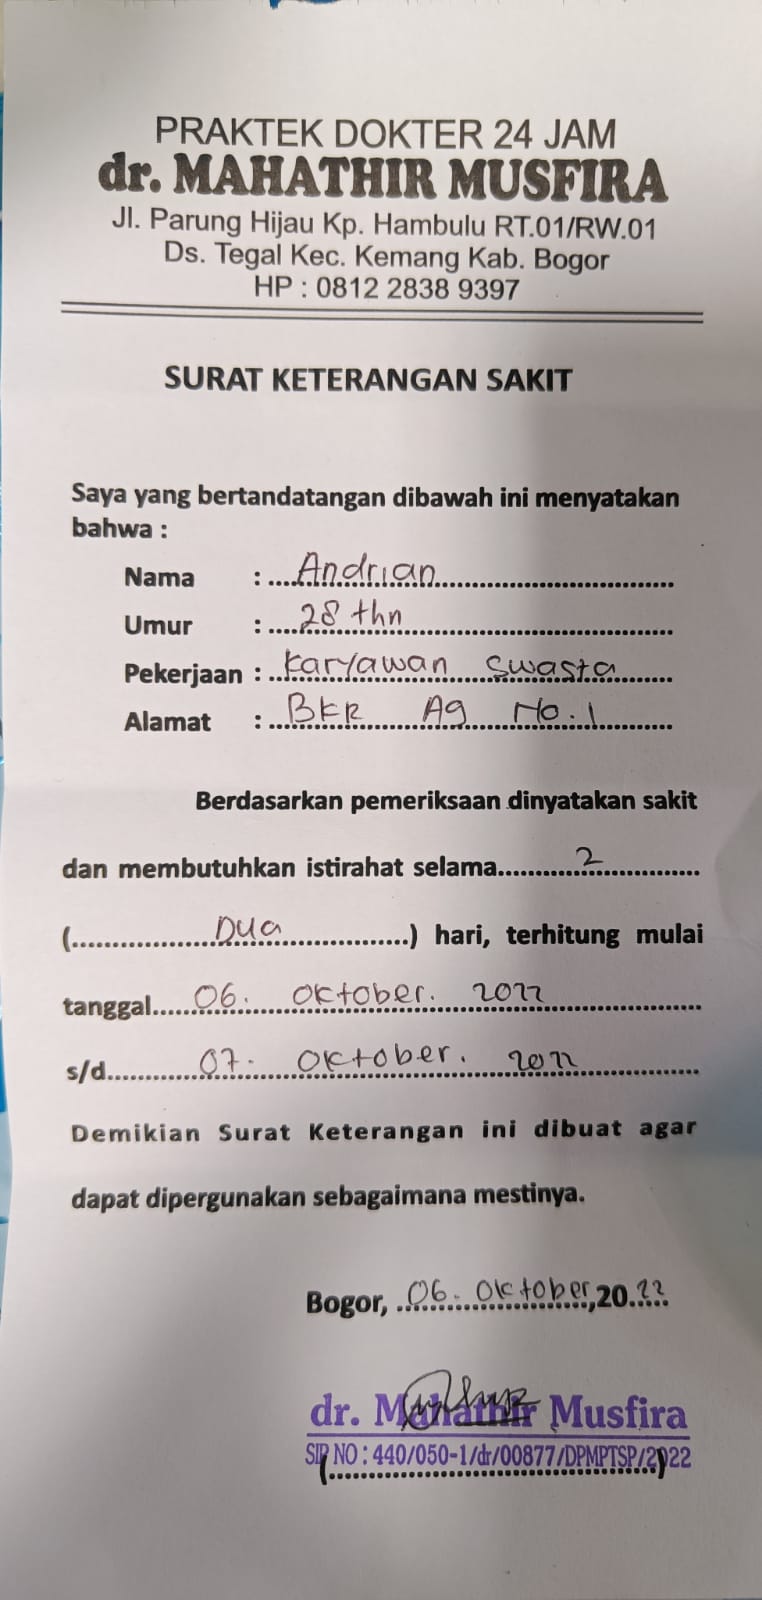 PRAKTEK DOKTER 24 JAM
dr. MAHATHIR MUSFIRA
Jl. Parung Hijau Kp. Hambulu RT.01/RW.01
Ds. Tegal Kec. Kemang Kab. Bogor
HP : 0812 2838 9397
SURAT KETERANGAN SAKIT
Saya yang bertandatangan dibawah ini menyatakan
bahwa :
Nama : Andrian
Umur : 28 thn
Pekerjaan : Karyawan Swasta
Alamat : BKR A9 No.1
Berdasarkan pemeriksaan dinyatakan sakit
dan membutuhkan istirahat selama 2
(Dua) hari, terhitung mulai
tanggal 06. Oktober. 2022
s/d 07. Oktober. 2022
Demikian Surat Keterangan ini dibuat agar
dapat dipergunakan sebagaimana mestinya.
Bogor, 06. Oktober, 2022
dr. Mahathir Musfira
SIP NO : 440/050-1/dr/00877/DPMPTSP/2022